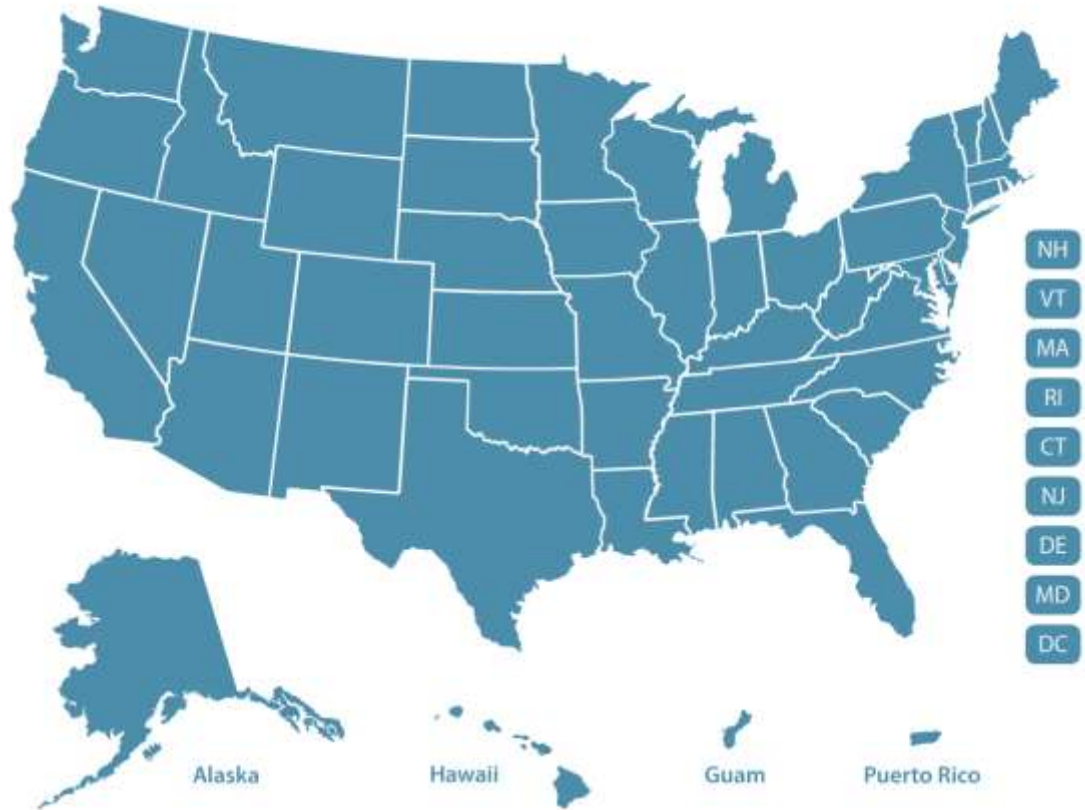 NH
VT
MA
RI
CT
NJ
DE
MD
DC
Alaska
Hawaii
Guam
Puerto Rico